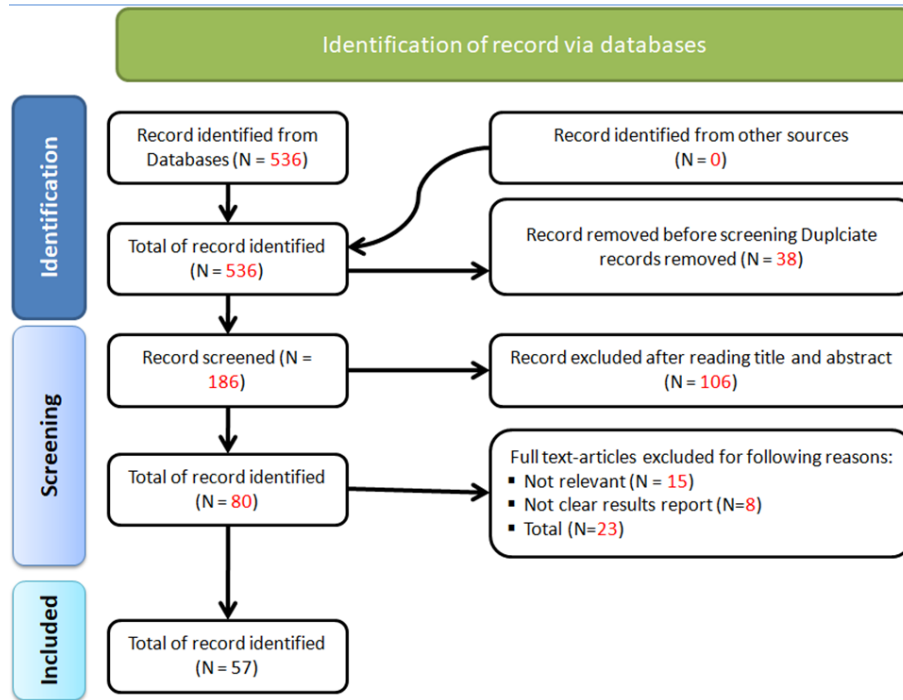 Identification of record via databases
Identification
Record identified from
Databases (N = 536)
Record identified from other sources
(N = 0)
Total of record identified
(N = 536)
Record removed before screening Duplciate
records removed (N = 38)
Screening
Record screened (N =
186)
Record excluded after reading title and abstract
(N = 106)
Total of record identified
(N = 80)
Full text-articles excluded for following reasons:
▪ Not relevant (N = 15)
▪ Not clear results report (N=8)
▪ Total (N=23)
Included
Total of record identified
(N = 57)